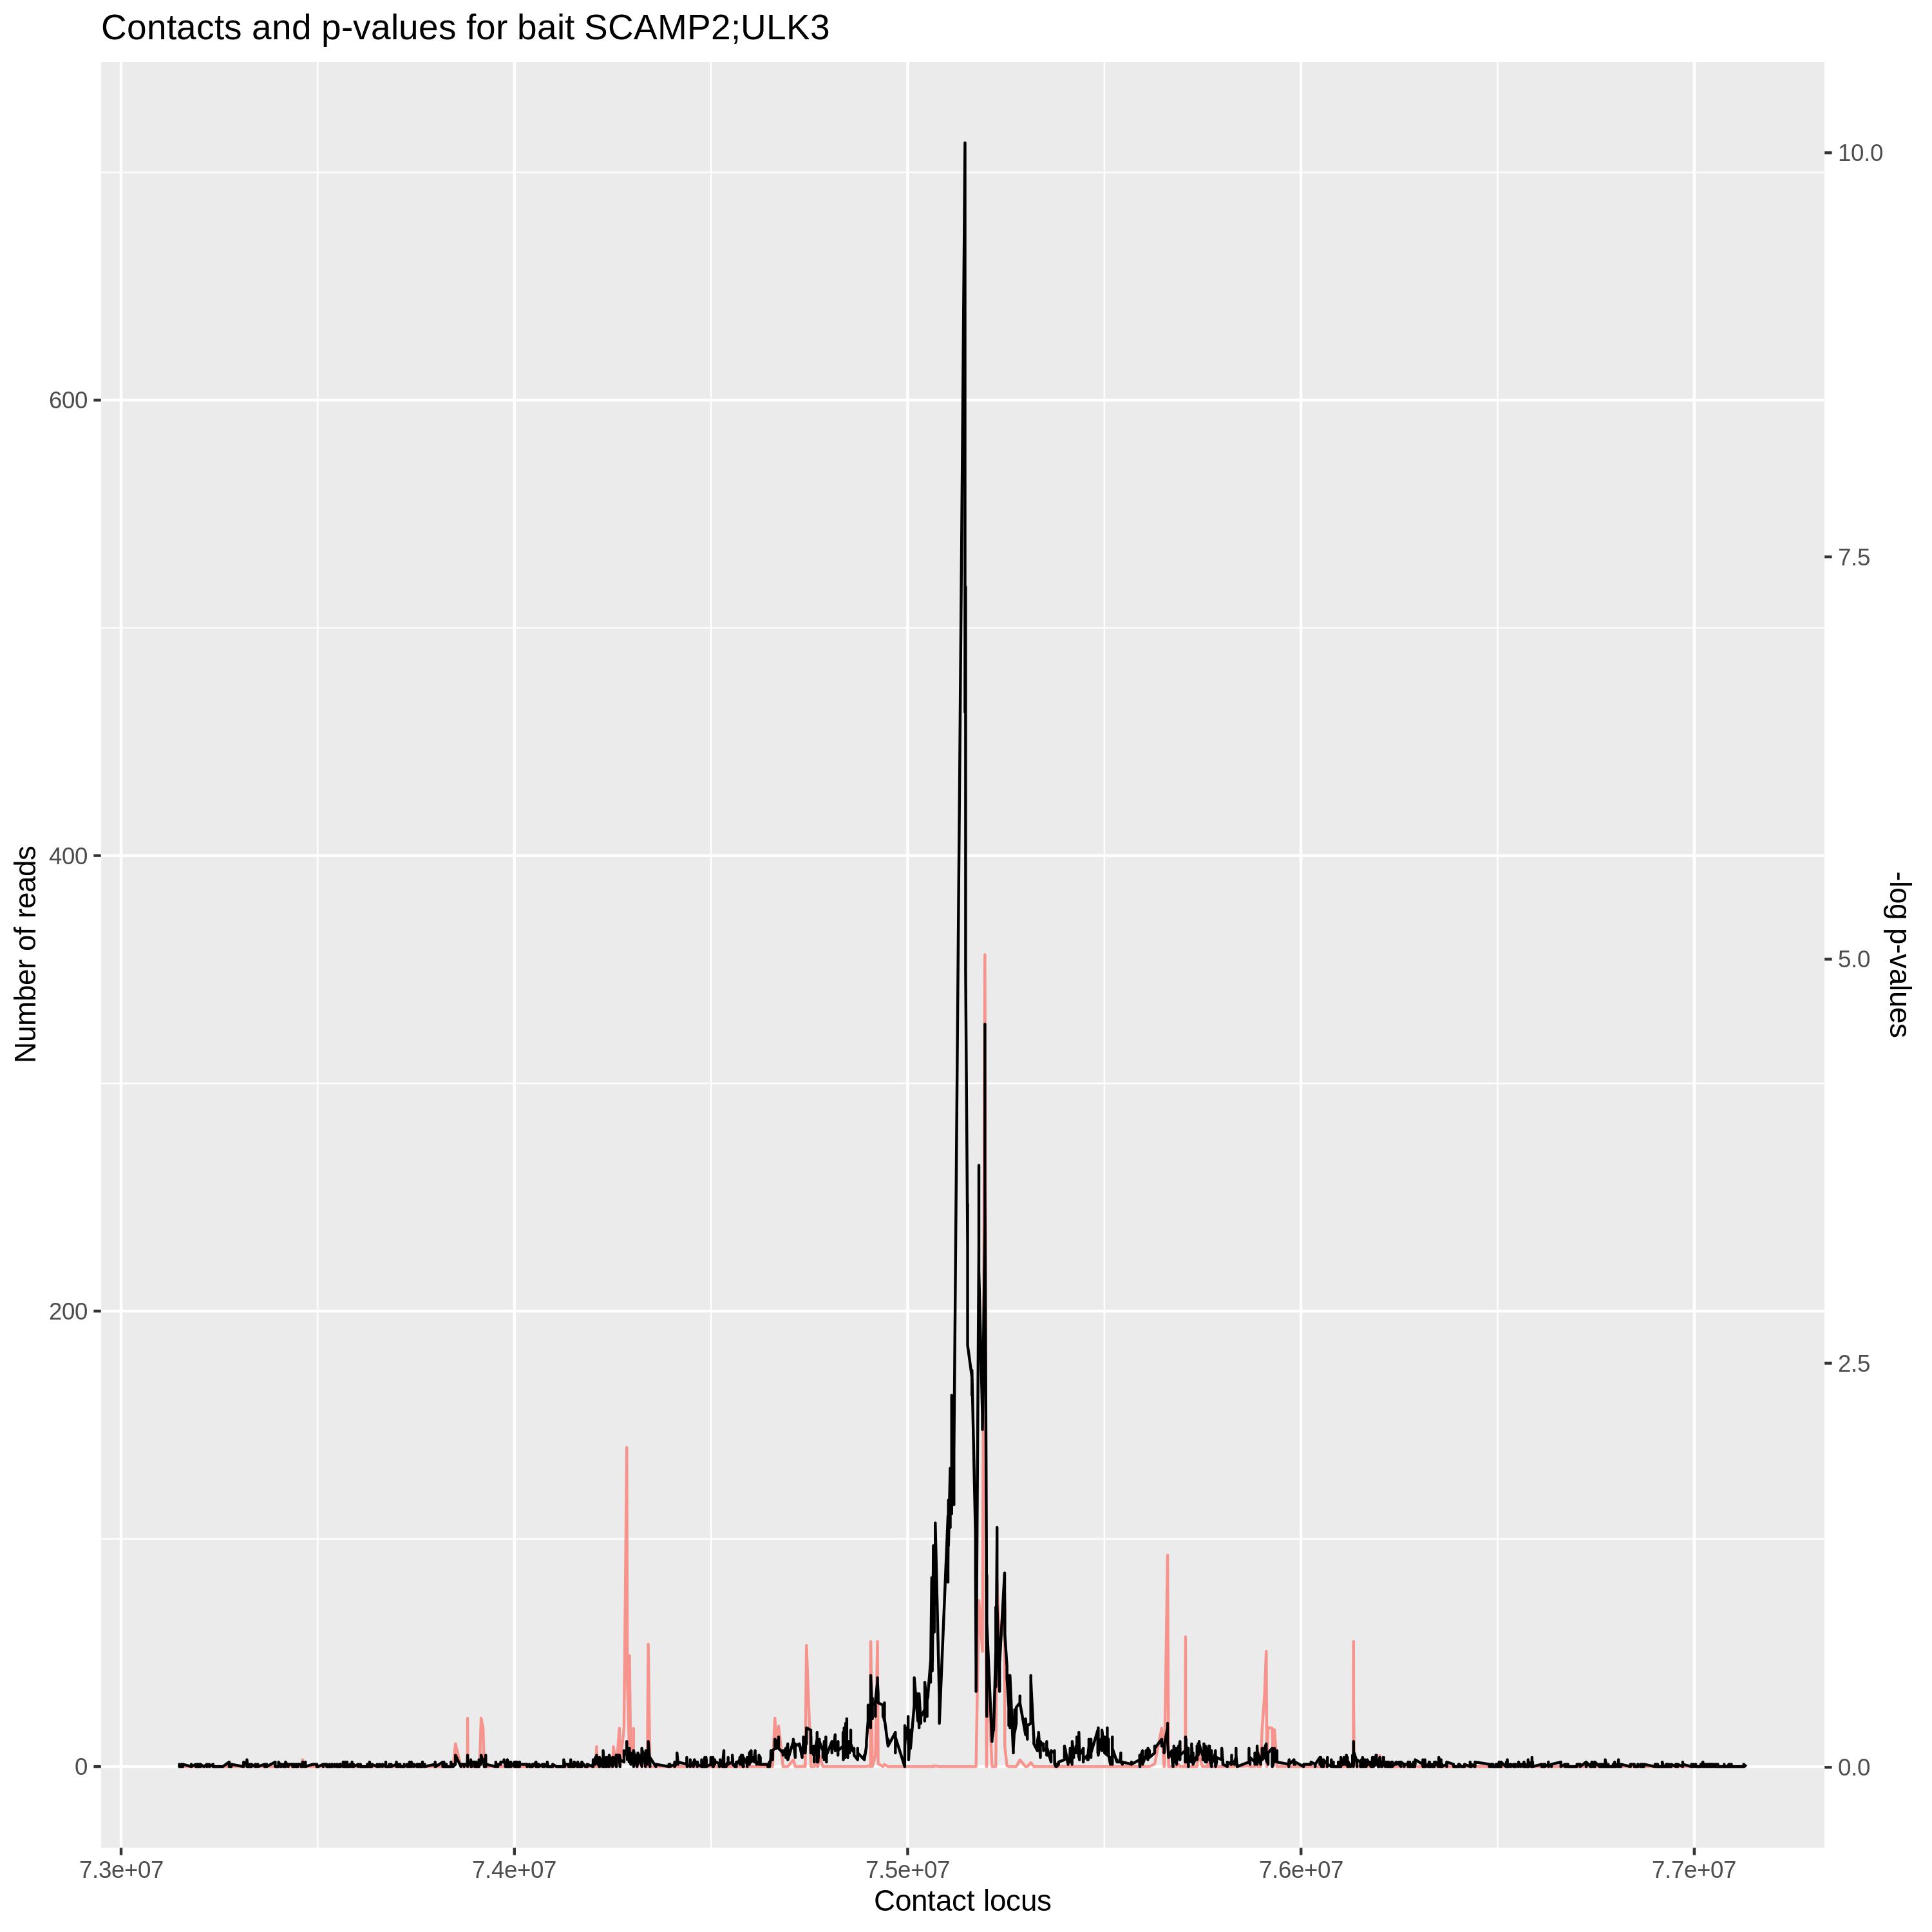 Contacts and p-values for bait SCAMP2;ULK3
10.0
600
7.5
400
5.0
Number of reads
-log p-values
200
2.5
0
0.0
7.3e+07 7.4e+07 7.5e+07 7.6e+07 7.7e+07
Contact locus